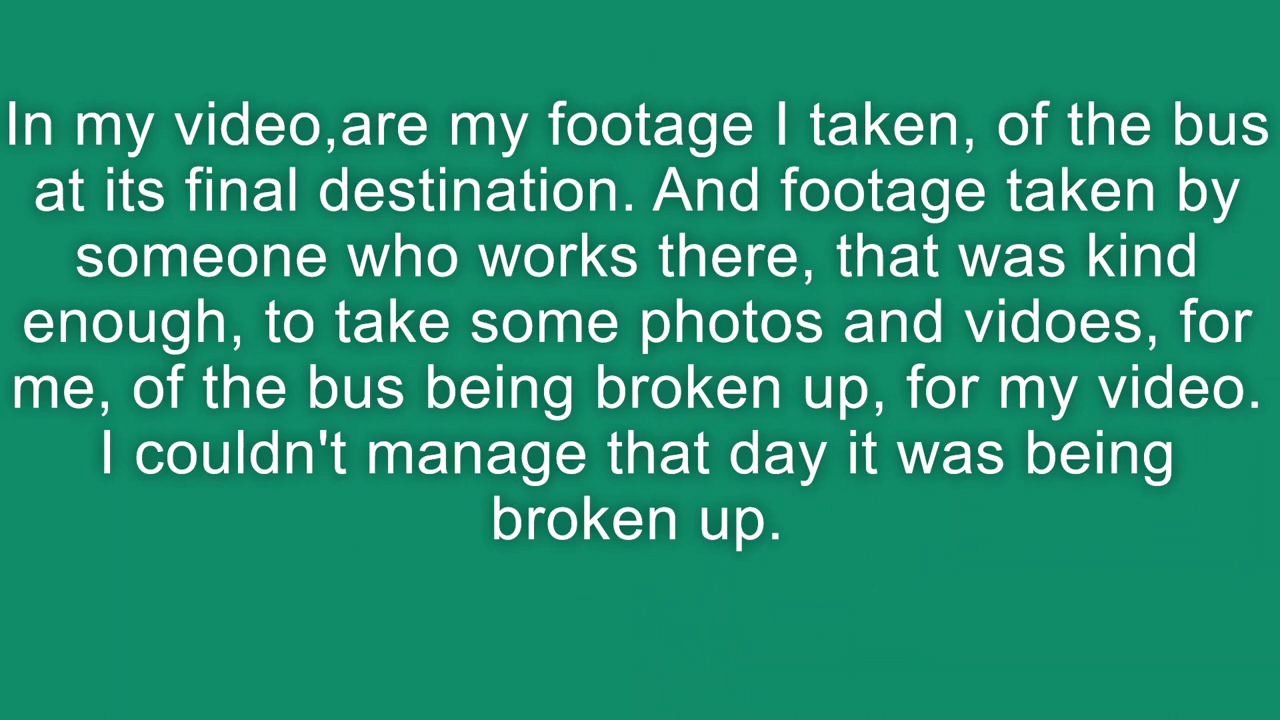 In my video,are my footage I taken, of the bus
at its final destination. And footage taken by
someone who works there, that was kind
enough, to take some photos and vidoes, for
me, of the bus being broken up, for my video.
I couldn't manage that day it was being
broken up.